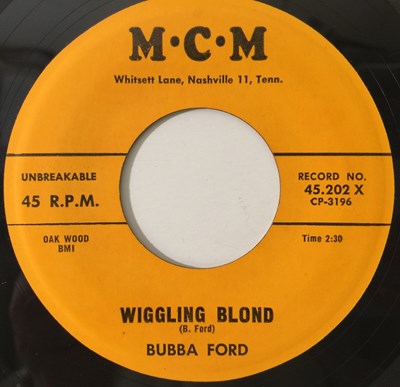 M•C•M
Whitsett Lane, Nashville 11, Tenn.
UNBREAKABLE
45 R.P.M.
RECORD NO.
45.202 X
CP-3196
OAK WOOD
BMI
Time 2:30
WIGGLING BLOND
(B. Ford)
BUBBA FORD